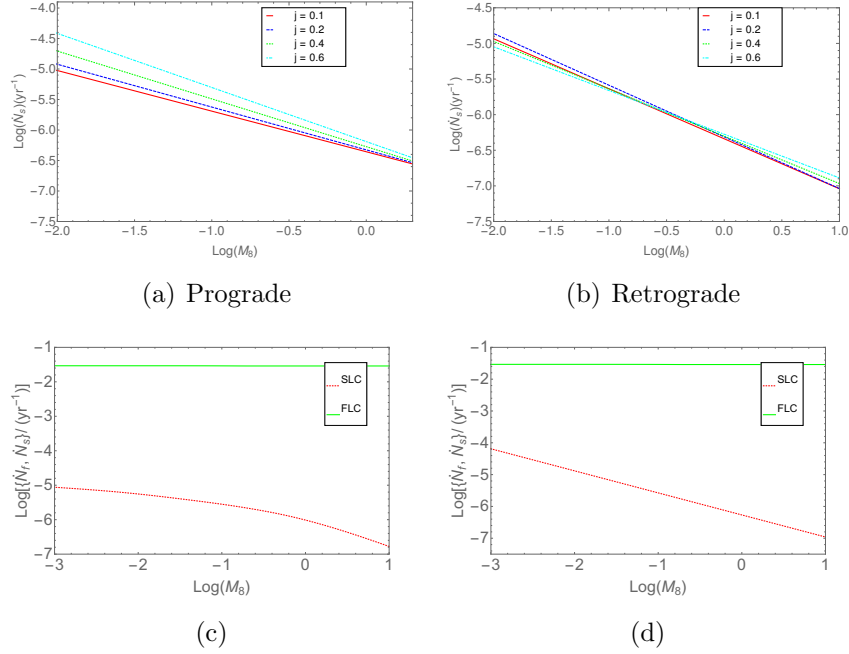 j = 0.1
j = 0.2
j = 0.4
j = 0.6
-2.0 -1.5 -1.0 -0.5 0.0
-7.5
-7.0
-6.5
-6.0
-5.5
-5.0
-4.5
-4.0
Log(M₈)
Log(Ṅₛ)(yr⁻¹)
(a) Prograde
j = 0.1
j = 0.2
j = 0.4
j = 0.6
-2.0 -1.5 -1.0 -0.5 0.0 0.5 1.0
-7.5
-7.0
-6.5
-6.0
-5.5
-5.0
-4.5
Log(M₈)
Log(Ṅₛ)(yr⁻¹)
(b) Retrograde
SLC
FLC
-3 -2 -1 0 1
-7
-6
-5
-4
-3
-2
-1
Log(M₈)
Log[{Ṅf, Ṅₛ}/ (yr⁻¹)]
(c)
SLC
FLC
-3 -2 -1 0 1
-7
-6
-5
-4
-3
-2
-1
Log(M₈)
Log[{Ṅf, Ṅₛ}/ (yr⁻¹)]
(d)